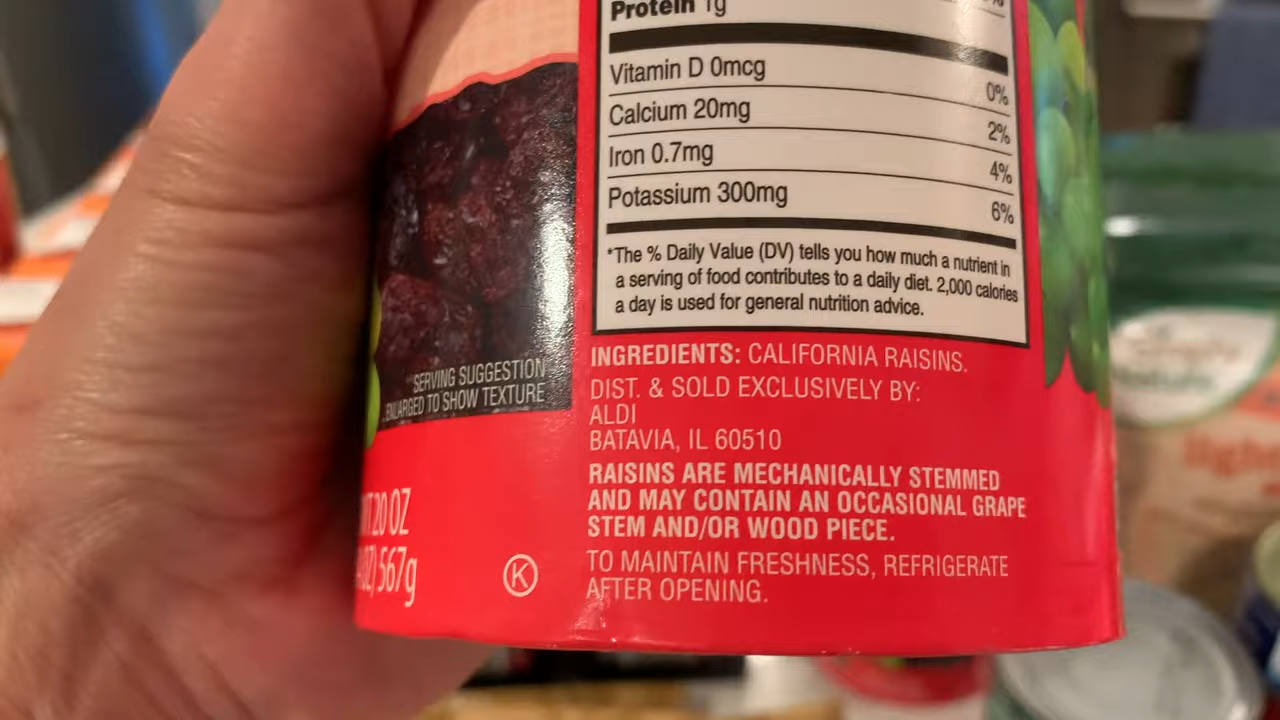 Protein 1g
Vitamin D 0mcg 0%
Calcium 20mg 2%
Iron 0.7mg 4%
Potassium 300mg 6%
*The % Daily Value (DV) tells you how much a nutrient in
a serving of food contributes to a daily diet. 2,000 calories
a day is used for general nutrition advice.
SERVING SUGGESTION
ENLARGED TO SHOW TEXTURE
INGREDIENTS: CALIFORNIA RAISINS.
DIST. & SOLD EXCLUSIVELY BY:
ALDI
BATAVIA, IL 60510
RAISINS ARE MECHANICALLY STEMMED
AND MAY CONTAIN AN OCCASIONAL GRAPE
STEM AND/OR WOOD PIECE.
TO MAINTAIN FRESHNESS, REFRIGERATE
AFTER OPENING.
20 OZ
567g
K